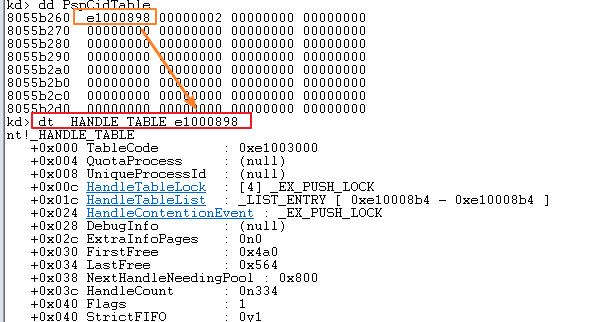 kd> dd PspCidTable
8055b260 e1000898 00000002 00000000 00000000
8055b270 00000000 00000000 00000000 00000000
8055b280 00000000 00000000 00000000 00000000
8055b290 00000000 00000000 00000000 00000000
8055b2a0 00000000 00000000 00000000 00000000
8055b2b0 00000000 00000000 00000000 00000000
8055b2c0 00000000 00000000 00000000 00000000
8055b2d0 00000000 00000000 00000000 00000000
kd> dt _HANDLE_TABLE e1000898
nt!_HANDLE_TABLE
+0x000 TableCode : 0xe1003000
+0x004 QuotaProcess : (null)
+0x008 UniqueProcessId : (null)
+0x00c HandleTableLock : [4] _EX_PUSH_LOCK
+0x01c HandleTableList : _LIST_ENTRY [ 0xe10008b4 - 0xe10008b4 ]
+0x024 HandleContentionEvent : _EX_PUSH_LOCK
+0x028 DebugInfo : (null)
+0x02c ExtraInfoPages : 0n0
+0x030 FirstFree : 0x4a0
+0x034 LastFree : 0x564
+0x038 NextHandleNeedingPool : 0x800
+0x03c HandleCount : 0n334
+0x040 Flags : 1
+0x040 StrictFIFO : 0y1